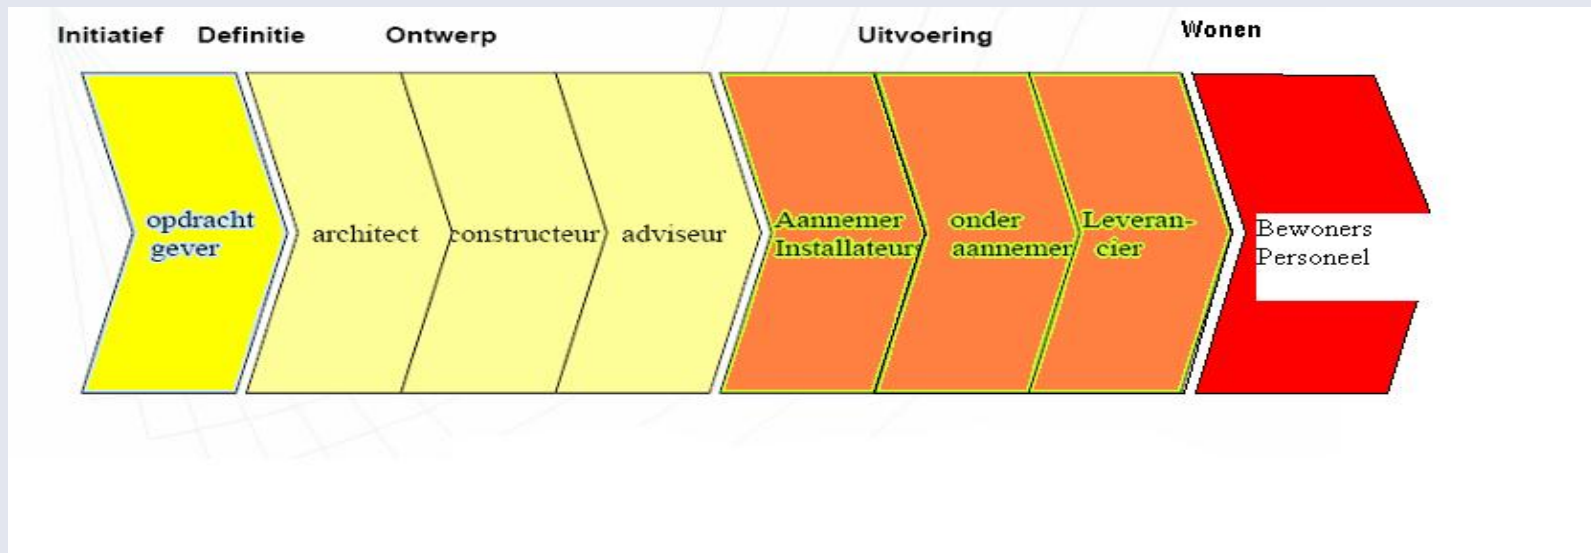 Initiatief Definitie Ontwerp Uitvoering Wonen
opdracht
gever
architect
constructeur
adviseur
Aannemer
Installateurs
onder
aannemer
Leveran-
cier
Bewoners
Personeel